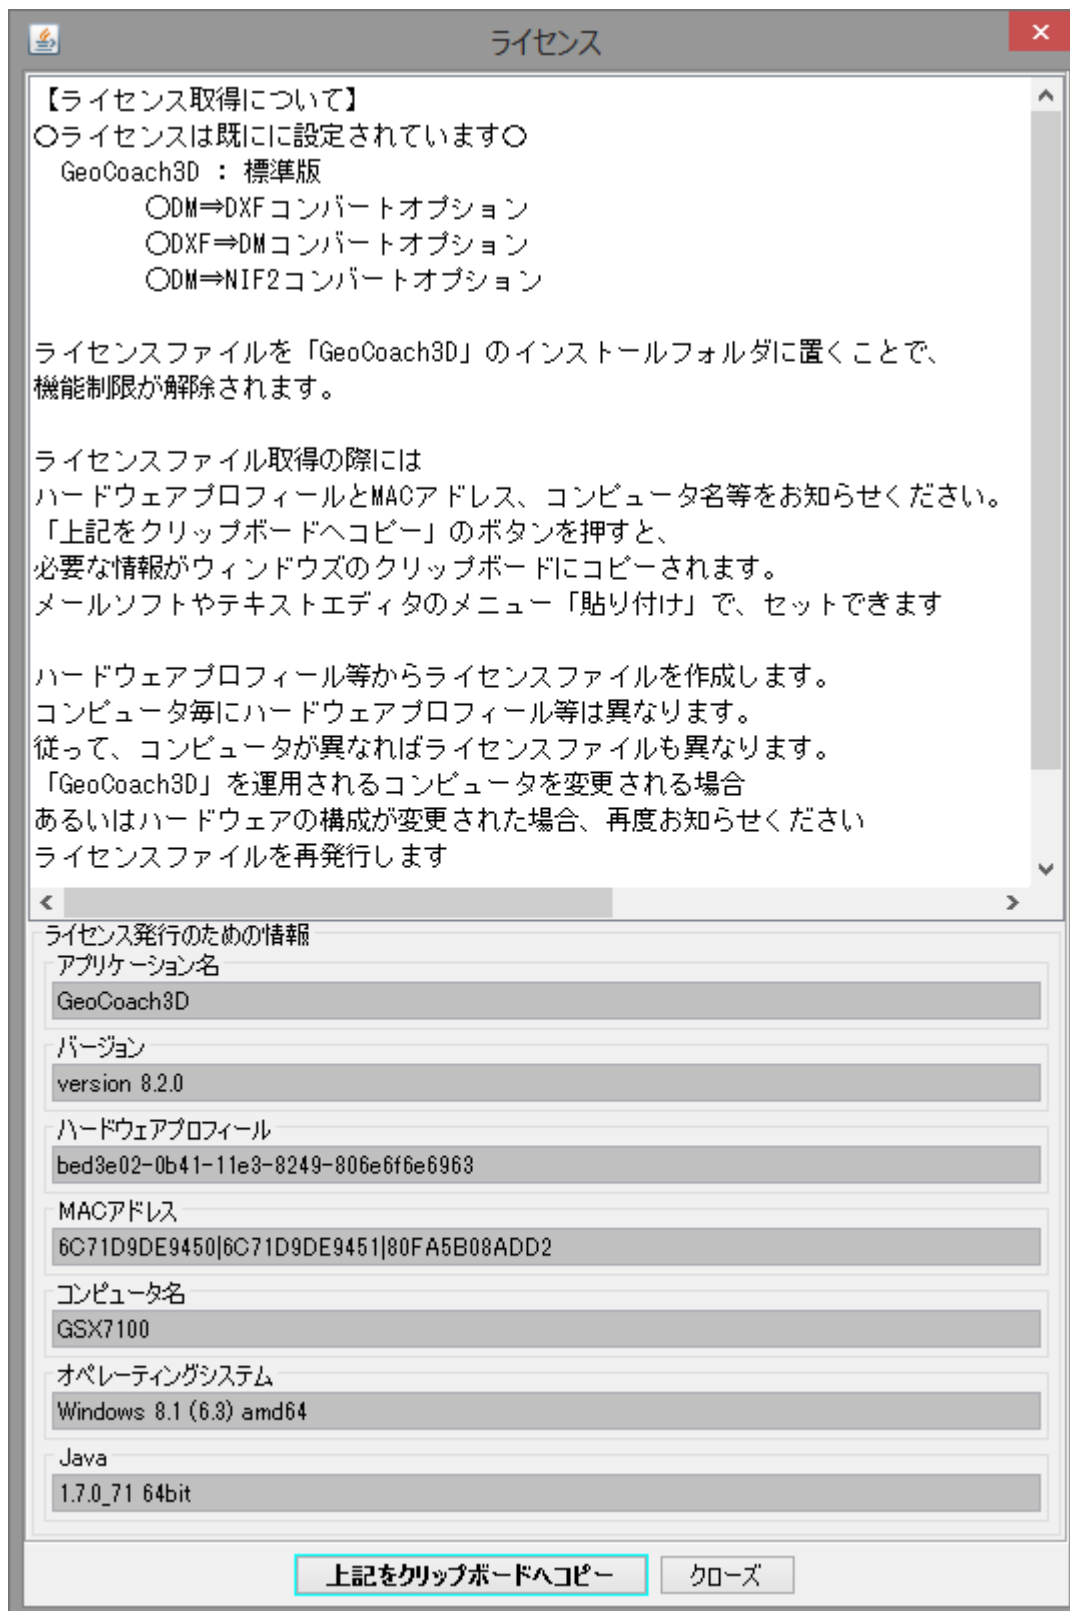 ライセンス
【ライセンス取得について】
〇ライセンスは既にに設定されています〇
GeoCoach3D : 標準版
〇DM⇒DXFコンバートオプション
〇DXF⇒DMコンバートオプション
〇DM⇒NIF2コンバートオプション
ライセンスファイルを「GeoCoach3D」のインストールフォルダに置くことで、
機能制限が解除されます。
ライセンスファイル取得の際には
ハードウェアプロフィールとMACアドレス、コンピュータ名等をお知らせください。
「上記をクリップボードへコピー」のボタンを押すと、
必要な情報がウィンドウズのクリップボードにコピーされます。
メールソフトやテキストエディタのメニュー「貼り付け」で、セットできます
ハードウェアプロフィール等からライセンスファイルを作成します。
コンピュータ毎にハードウェアプロフィール等は異なります。
従って、コンピュータが異なればライセンスファイルも異なります。
「GeoCoach3D」を運用されるコンピュータを変更される場合
あるいはハードウェアの構成が変更された場合、再度お知らせください
ライセンスファイルを再発行します
ライセンス発行のための情報
アプリケーション名
GeoCoach3D
バージョン
version 8.2.0
ハードウェアプロフィール
bed3e02-0b41-11e3-8249-806e6f6e6963
MACアドレス
6C71D9DE9450|6C71D9DE9451|80FA5B08ADD2
コンピュータ名
GSX7100
オペレーティングシステム
Windows 8.1 (6.3) amd64
Java
1.7.0_71 64bit
上記をクリップボードへコピー
クローズ